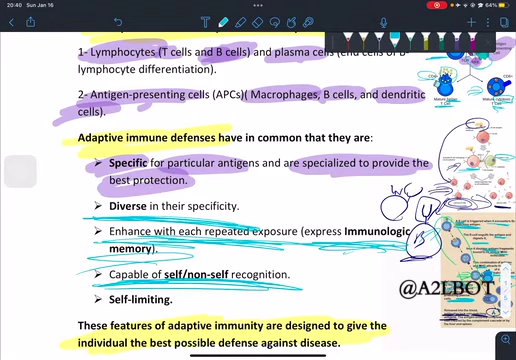 20:40 Sun Jan 16
64%
1- Lymphocytes (T cells and B cells) and plasma cells (end cells of B-
lymphocyte differentiation).
2- Antigen-presenting cells (APCs)( Macrophages, B cells, and dendritic
cells).
Adaptive immune defenses have in common that they are:
➤ Specific for particular antigens and are specialized to provide the
best protection.
➤ Diverse in their specificity.
➤ Enhance with each repeated exposure (express Immunologic
memory).
➤ Capable of self/non-self recognition.
➤ Self-limiting.
These features of adaptive immunity are designed to give the
individual the best possible defense against disease.
B
@A2LBOT